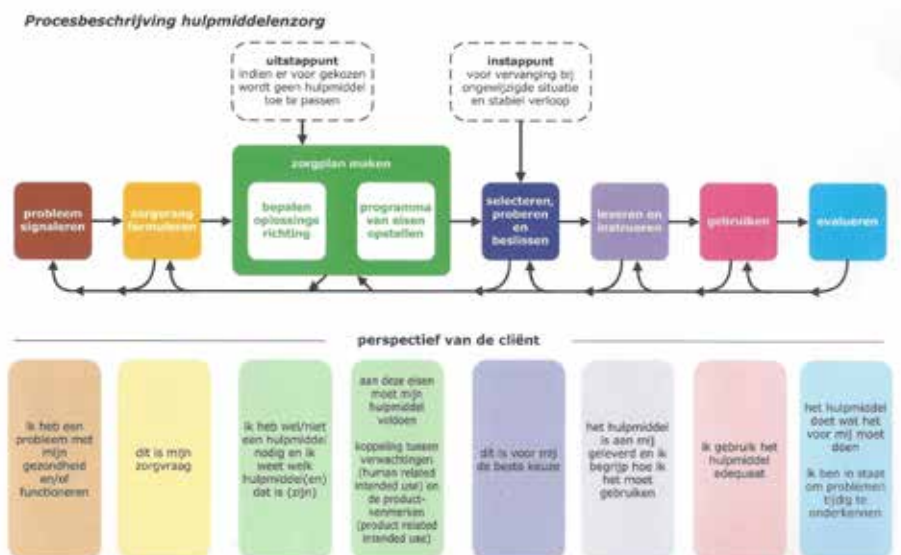 Procesbeschrijving hulpmiddelenzorg
uitstappunt
indien er voor gekozen
wordt geen hulpmiddel
toe te passen
instappunt
voor vervanging bij
ongewijzigde situatie
en stabiel verloop
zorgplan maken
probleem
signaleren
zorgvraag
formuleren
bepalen
oplossings
richting
programma
van eisen
opstellen
selecteren,
proberen
en
beslissen
leveren en
instrueren
gebruiken
evalueren
perspectief van de cliënt
ik heb een
probleem met
mijn
gezondheid
en/of
functioneren
dit is mijn
zorgvraag
ik heb wel/niet
een hulpmiddel
nodig en ik
weet welk
hulpmiddel(en)
dat is (zijn)
aan deze eisen
moet mijn
hulpmiddel
voldoen
koppeling tussen
verwachtingen
(human related
intended use) en
de product-
kenmerken
(product related
intended use)
dit is voor mij
de beste keuze
het hulpmiddel
is aan mij
geleverd en ik
begrijp hoe ik
het moet
gebruiken
ik gebruik het
hulpmiddel
adequaat
het hulpmiddel
doet wat het
voor mij moet
doen
ik ben in staat
om problemen
tijdig te
onderkennen